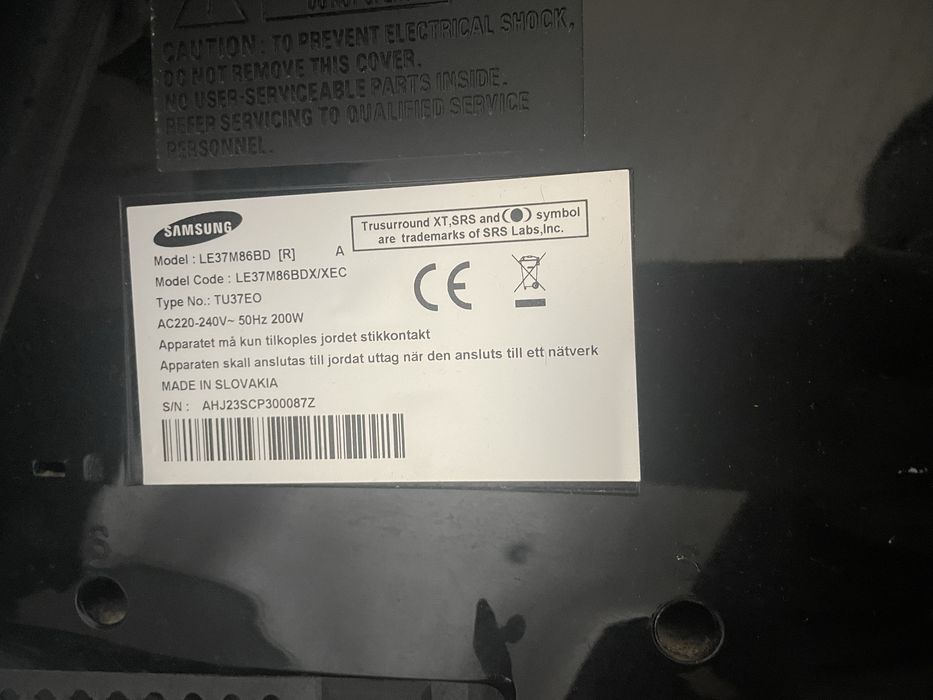 CAUTION: TO PREVENT ELECTRICAL SHOCK,
DO NOT REMOVE THIS COVER.
NO USER-SERVICEABLE PARTS INSIDE.
REFER SERVICING TO QUALIFIED SERVICE
PERSONNEL.
SAMSUNG
Trusurround XT,SRS and symbol
are trademarks of SRS Labs,Inc.
Model : LE37M86BD [R] A
Model Code : LE37M86BDX/XEC
Type No.: TU37EO
AC220-240V~ 50Hz 200W
Apparatet må kun tilkoples jordet stikkontakt
Apparaten skall anslutas till jordat uttag när den ansluts till ett nätverk
MADE IN SLOVAKIA
S/N : AHJ23SCP300087Z
CE
S